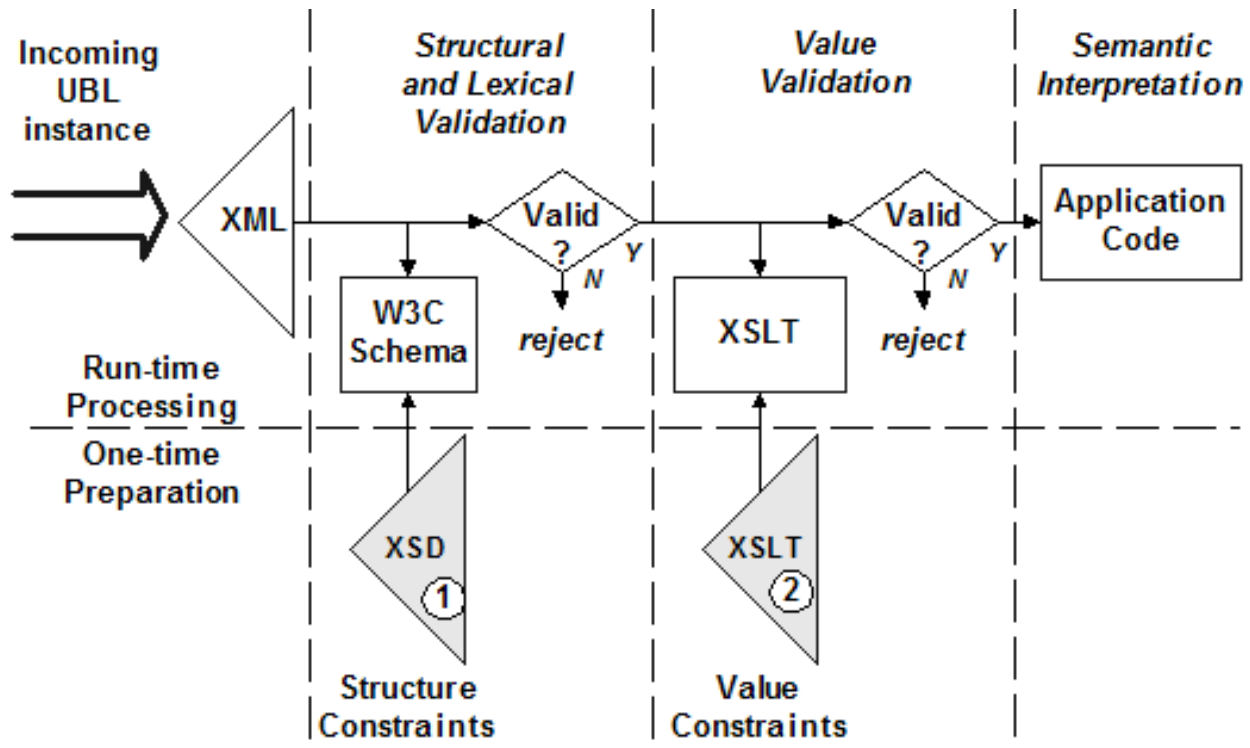 Incoming
UBL
instance
Structural
and Lexical
Validation
Value
Validation
Semantic
Interpretation
XML
Valid
?
Y
N
reject
W3C
Schema
Valid
?
Y
N
reject
XSLT
Application
Code
Run-time
Processing
One-time
Preparation
XSD
1
XSLT
2
Structure
Constraints
Value
Constraints